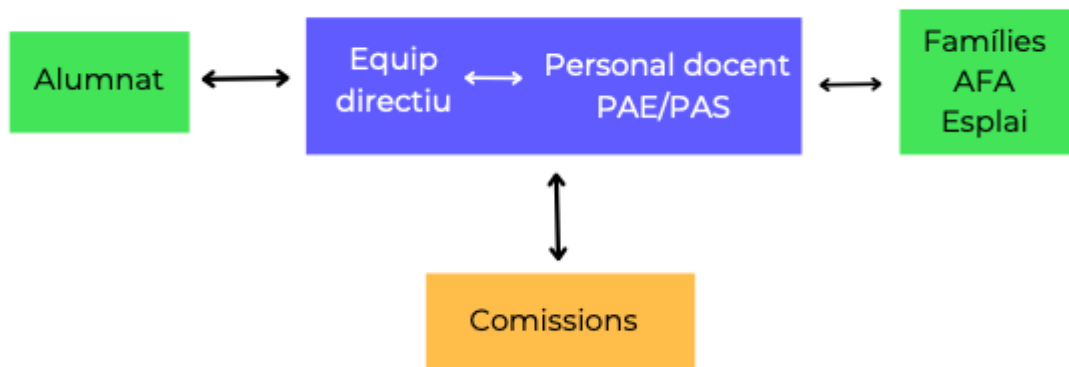 Alumnat
Equip
directiu
Personal docent
PAE/PAS
Famílies
AFA
Esplai
Comissions